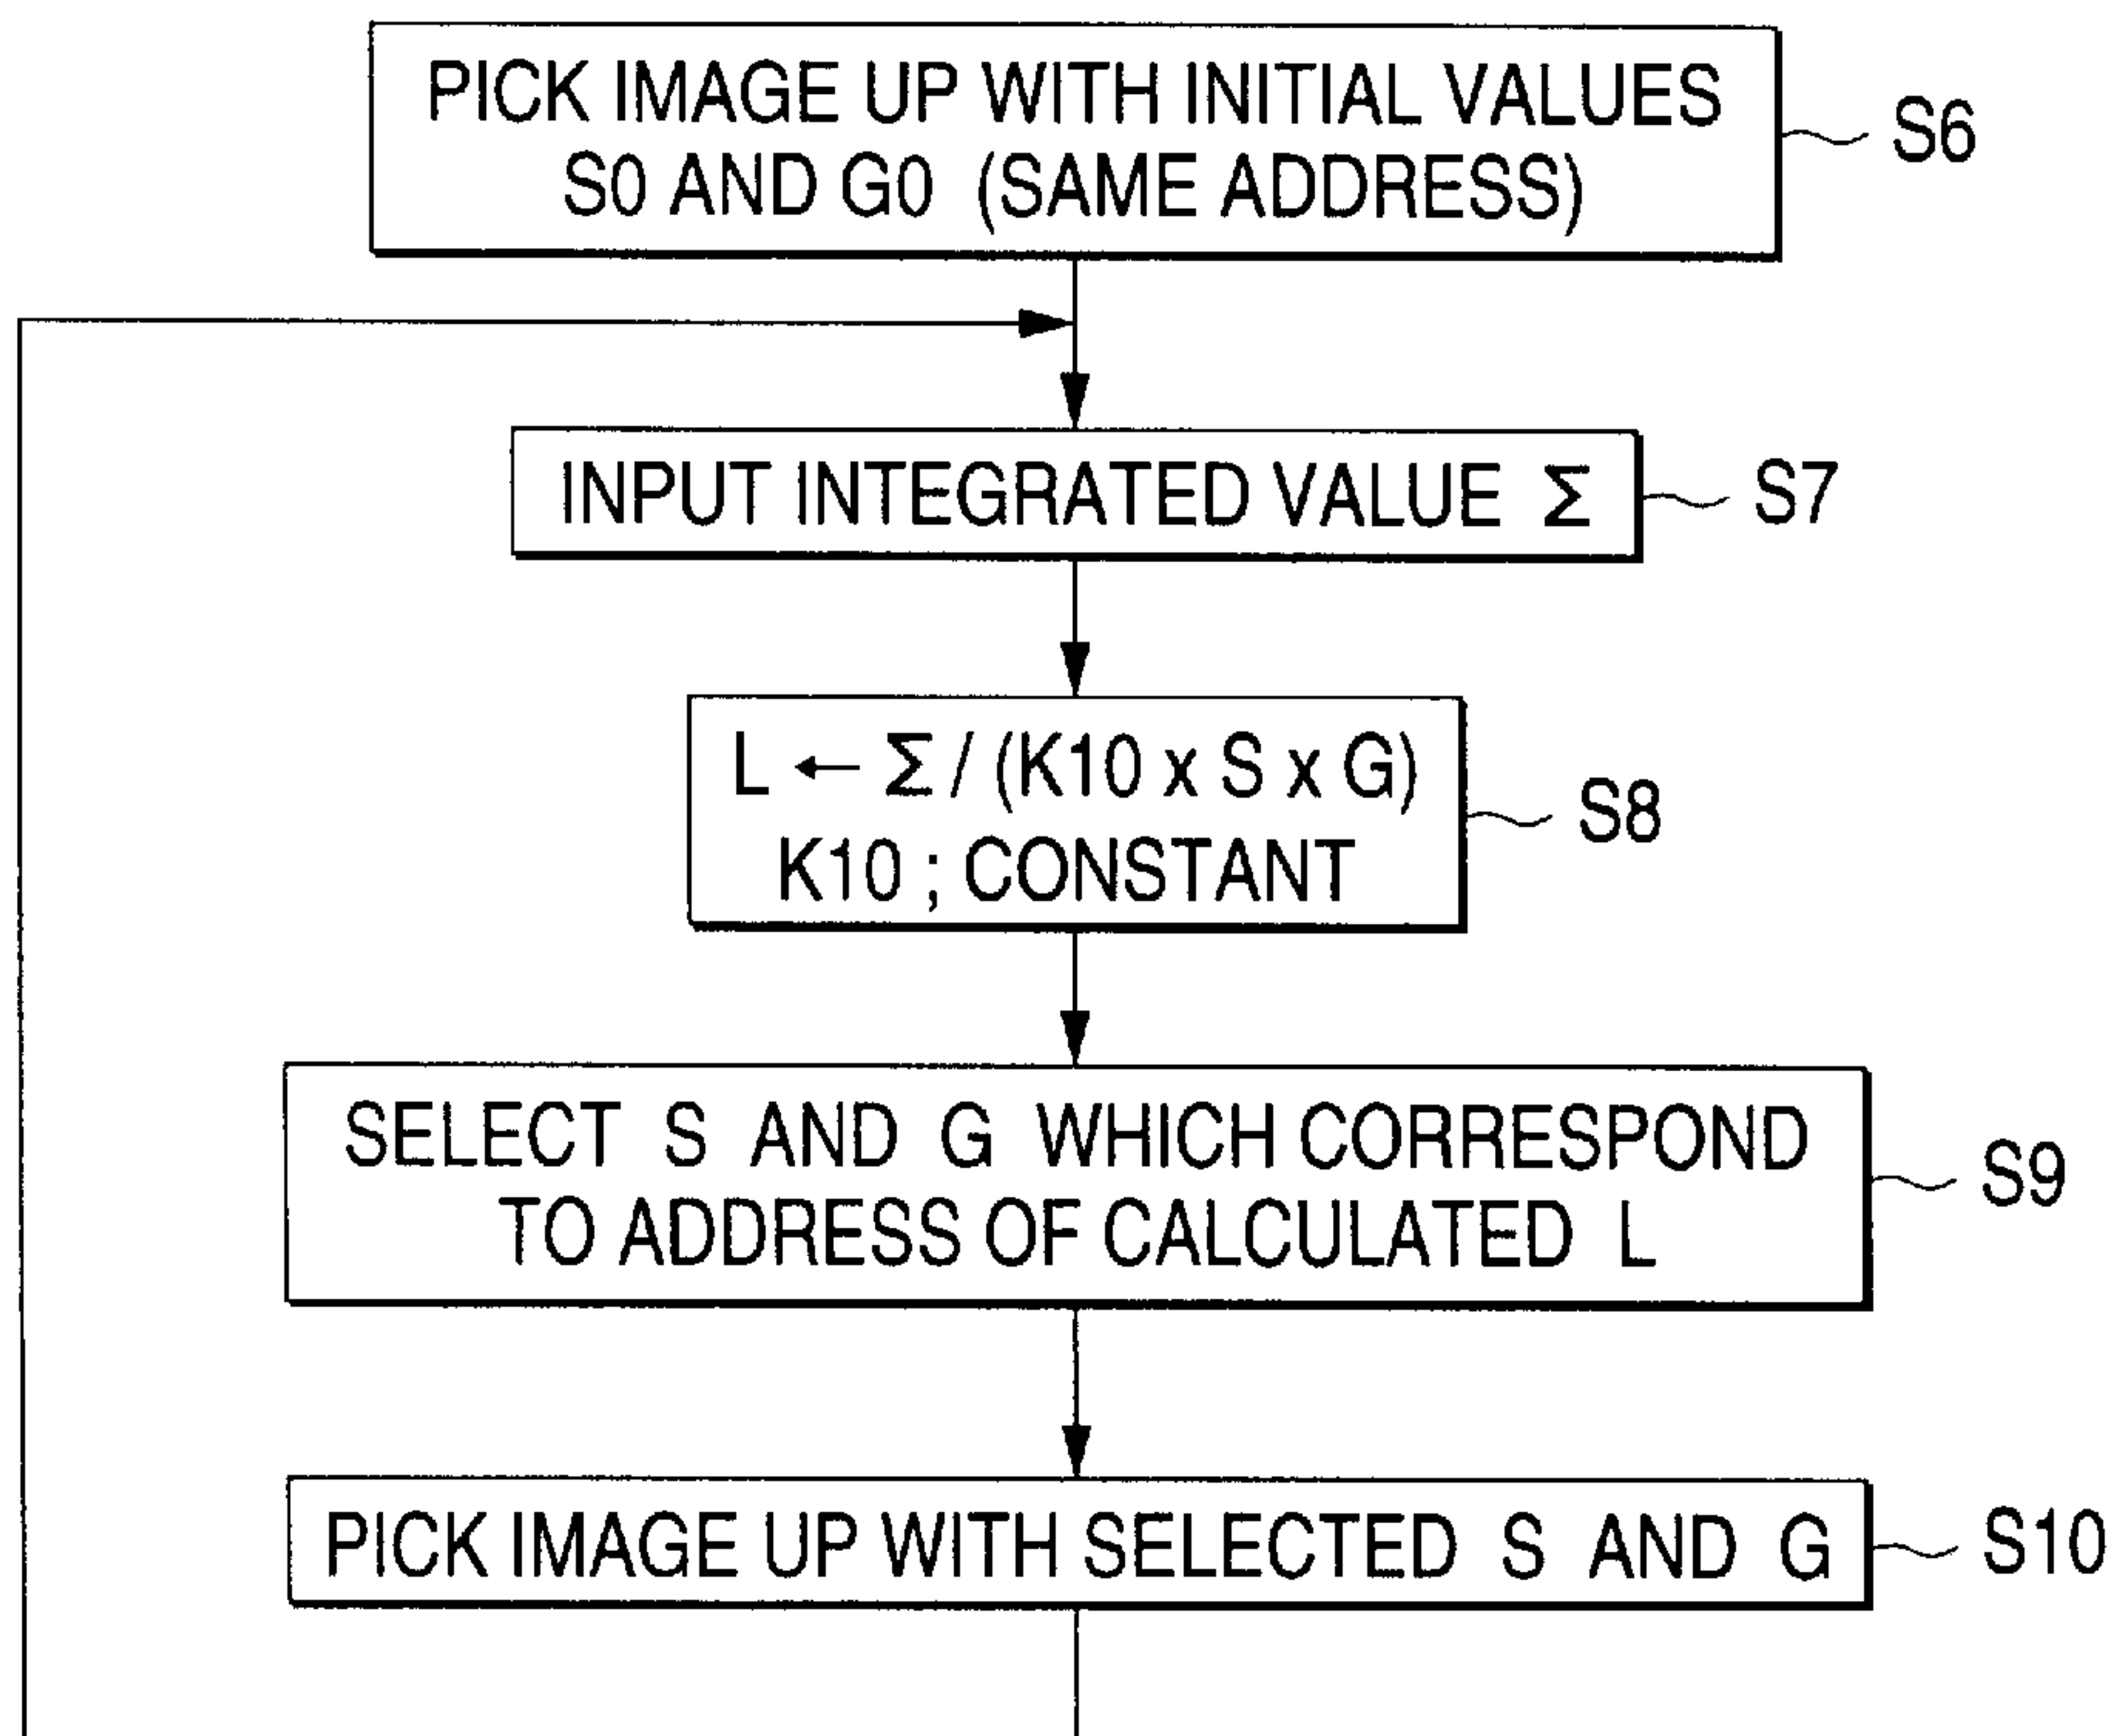 PICK IMAGE UP WITH INITIAL VALUES
S0 AND G0 (SAME ADDRESS)
S6
INPUT INTEGRATED VALUE Σ
S7
L ← Σ / (K10 x S x G)
K10 ; CONSTANT
S8
SELECT S AND G WHICH CORRESPOND
TO ADDRESS OF CALCULATED L
S9
PICK IMAGE UP WITH SELECTED S AND G
S10